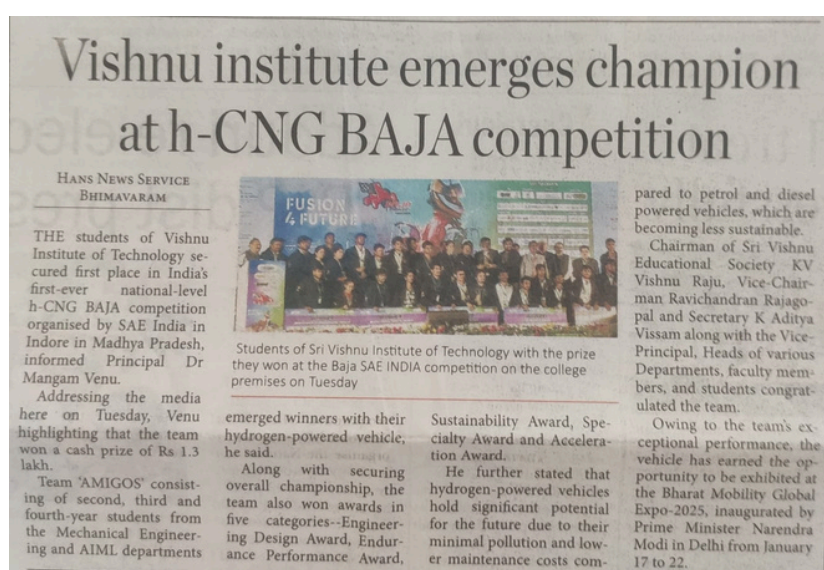 Vishnu institute emerges champion
at h-CNG BAJA competition
HANS NEWS SERVICE
BHIMAVARAM
THE students of Vishnu
Institute of Technology se-
cured first place in India's
first-ever national-level
h-CNG BAJA competition
organised by SAE India in
Indore in Madhya Pradesh,
informed Principal Dr
Mangam Venu.
Addressing the media
here on Tuesday, Venu
highlighting that the team
won a cash prize of Rs 1.3
lakh.
Team 'AMIGOS' consist-
ing of second, third and
fourth-year students from
the Mechanical Engineer-
ing and AIML departments
FUSION
4 FUTURE
Students of Sri Vishnu Institute of Technology with the prize
they won at the Baja SAE INDIA competition on the college
premises on Tuesday
emerged winners with their
hydrogen-powered vehicle,
he said.
Along with securing
overall championship, the
team also won awards in
five categories--Engineer-
ing Design Award, Endur-
ance Performance Award,
Sustainability Award, Spe-
cialty Award and Accelera-
tion Award.
He further stated that
hydrogen-powered vehicles
hold significant potential
for the future due to their
minimal pollution and low-
er maintenance costs com-
pared to petrol and diesel
powered vehicles, which are
becoming less sustainable.
Chairman of Sri Vishnu
Educational Society KV
Vishnu Raju, Vice-Chair-
man Ravichandran Rajago-
pal and Secretary K Aditya
Vissam along with the Vice-
Principal, Heads of various
Departments, faculty mem-
bers, and students congrat-
ulated the team.
Owing to the team's ex-
ceptional performance, the
vehicle has earned the op-
portunity to be exhibited at
the Bharat Mobility Global
Expo-2025, inaugurated by
Prime Minister Narendra
Modi in Delhi from January
17 to 22.